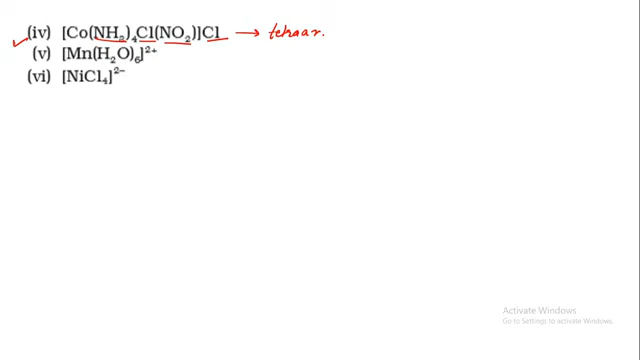 (iv) [Co(NH₂)₄Cl(NO₂)]Cl → tetraar.
(v) [Mn(H₂O)₆]²⁺
(vi) [NiCl₄]²⁻
Activate Windows
Go to Settings to activate Windows.